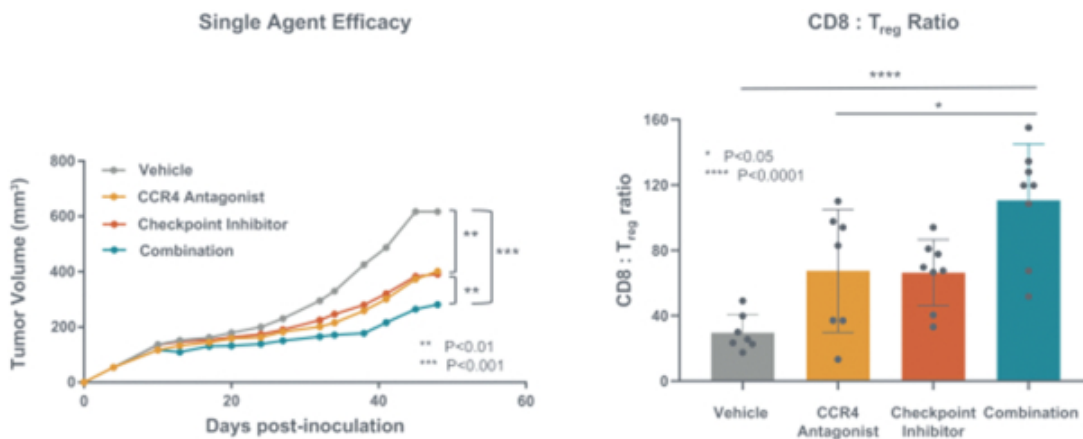 Single Agent Efficacy
800
600
400
200
0
Tumor Volume (mm³)
Vehicle
CCR4 Antagonist
Checkpoint Inhibitor
Combination
**
***
**
** P<0.01
*** P<0.001
0 20 40 60
Days post-inoculation
CD8 : Treg Ratio
****
*
160
120
80
40
0
CD8 : Treg ratio
* P<0.05
**** P<0.0001
Vehicle
CCR4
Antagonist
Checkpoint
Inhibitor
Combination